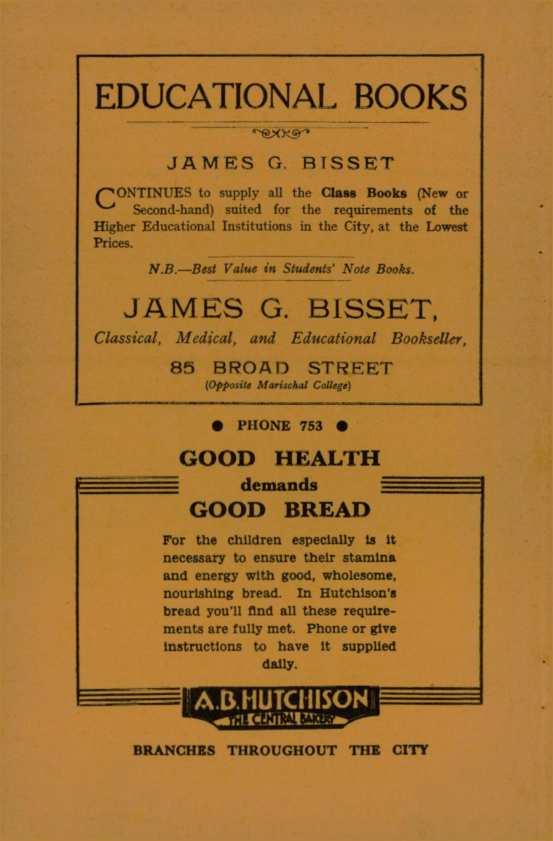 EDUCATIONAL BOOKS
JAMES G. BISSET
CONTINUES to supply all the Class Books (New or
Second-hand) suited for the requirements of the
Higher Educational Institutions in the City, at the Lowest
Prices.
N.B.—Best Value in Students' Note Books.
JAMES G. BISSET,
Classical, Medical, and Educational Bookseller,
85 BROAD STREET
(Opposite Marischal College)
● PHONE 753 ●
GOOD HEALTH
demands
GOOD BREAD
For the children especially is it
necessary to ensure their stamina
and energy with good, wholesome,
nourishing bread. In Hutchison's
bread you'll find all these require-
ments are fully met. Phone or give
instructions to have it supplied
daily.
A.B. HUTCHISON
THE CENTRAL BAKERY
BRANCHES THROUGHOUT THE CITY